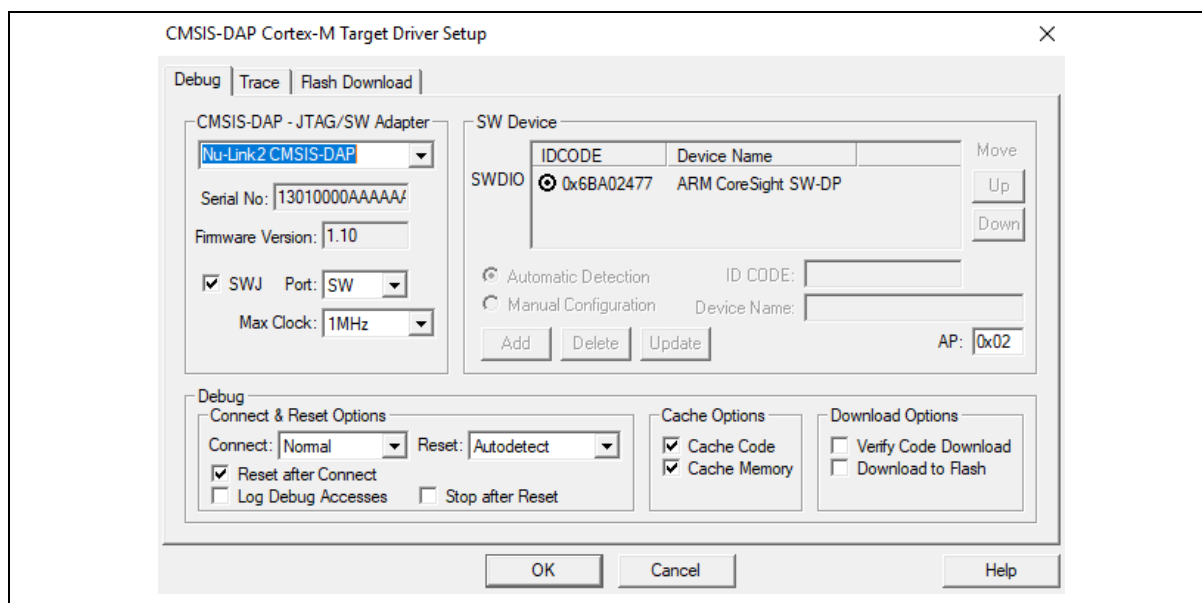 CMSIS-DAP Cortex-M Target Driver Setup
Debug Trace Flash Download
CMSIS-DAP - JTAG/SW Adapter
Nu-Link2 CMSIS-DAP
Serial No: 13010000AAAAAA
Firmware Version: 1.10
SWJ Port: SW
Max Clock: 1MHz
SW Device
IDCODE Device Name
SWDIO 0x6BA02477 ARM CoreSight SW-DP
Move
Up
Down
Automatic Detection ID CODE:
Manual Configuration Device Name:
Add Delete Update AP: 0x02
Debug
Connect & Reset Options
Connect: Normal Reset: Autodetect
Reset after Connect
Log Debug Accesses Stop after Reset
Cache Options
Cache Code
Cache Memory
Download Options
Verify Code Download
Download to Flash
OK Cancel Help